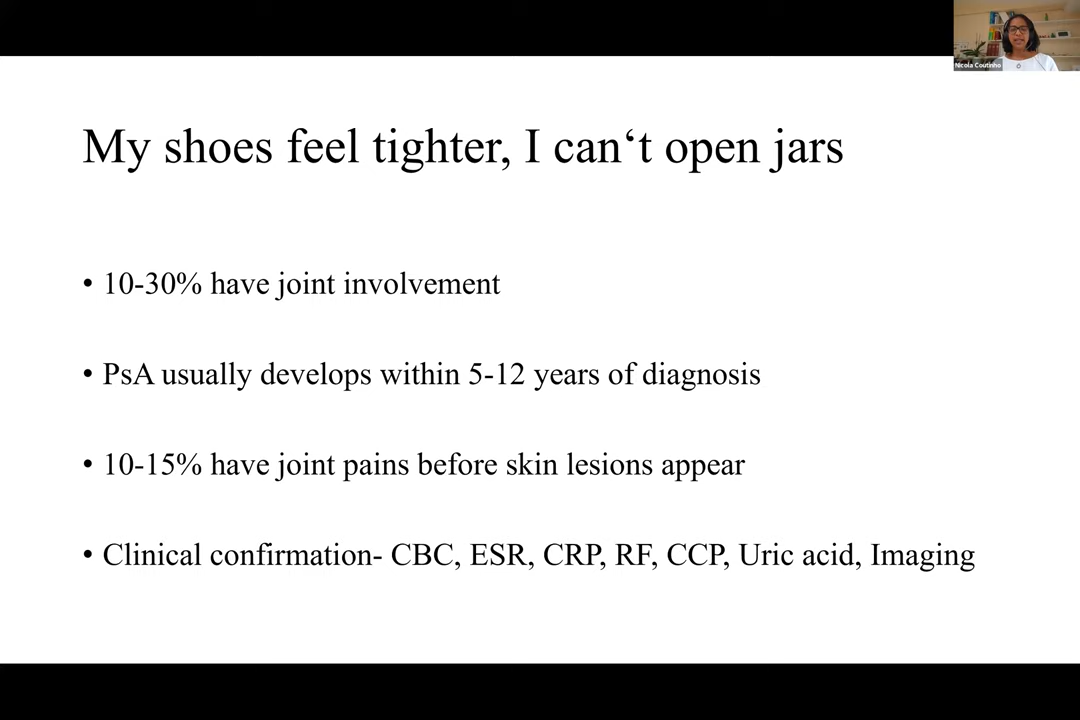 Nicola Coutinho
My shoes feel tighter, I can‘t open jars
• 10-30% have joint involvement
• PsA usually develops within 5-12 years of diagnosis
• 10-15% have joint pains before skin lesions appear
• Clinical confirmation- CBC, ESR, CRP, RF, CCP, Uric acid, Imaging